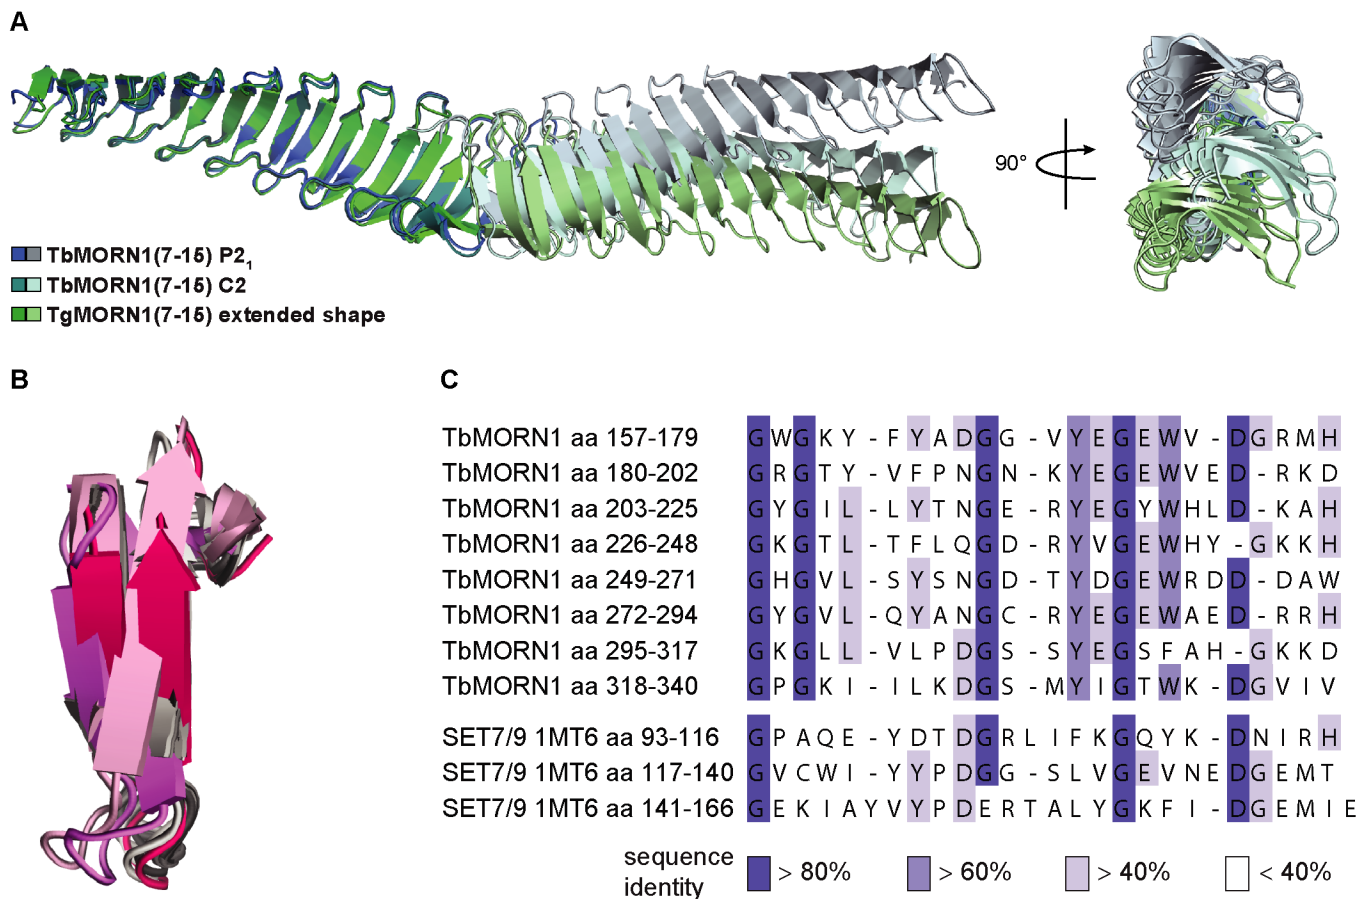 A
90°
TbMORN1(7-15) P2₁
TbMORN1(7-15) C2
TgMORN1(7-15) extended shape
B
C
TbMORN1 aa 157-179 G W G K Y - F Y A D G G - V Y E G E W V - D G R M H
TbMORN1 aa 180-202 G R G T Y - V F P N G N - K Y E G E W V E D - R K D
TbMORN1 aa 203-225 G Y G I L - L Y T N G E - R Y E G Y W H L D - K A H
TbMORN1 aa 226-248 G K G T L - T F L Q G D - R Y V G E W H Y - G K K H
TbMORN1 aa 249-271 G H G V L - S Y S N G D - T Y D G E W R D D - D A W
TbMORN1 aa 272-294 G Y G V L - Q Y A N G C - R Y E G E W A E D - R R H
TbMORN1 aa 295-317 G K G L L - V L P D G S - S Y E G S F A H - G K K D
TbMORN1 aa 318-340 G P G K I - I L K D G S - M Y I G T W K - D G V I V
SET7/9 1MT6 aa 93-116 G P A Q E - Y D T D G R L I F K G Q Y K - D N I R H
SET7/9 1MT6 aa 117-140 G V C W I - Y Y P D G G - S L V G E V N E D G E M T
SET7/9 1MT6 aa 141-166 G E K I A Y V Y P D E R T A L Y G K F I - D G E M I E
sequence identity > 80% > 60% > 40% < 40%